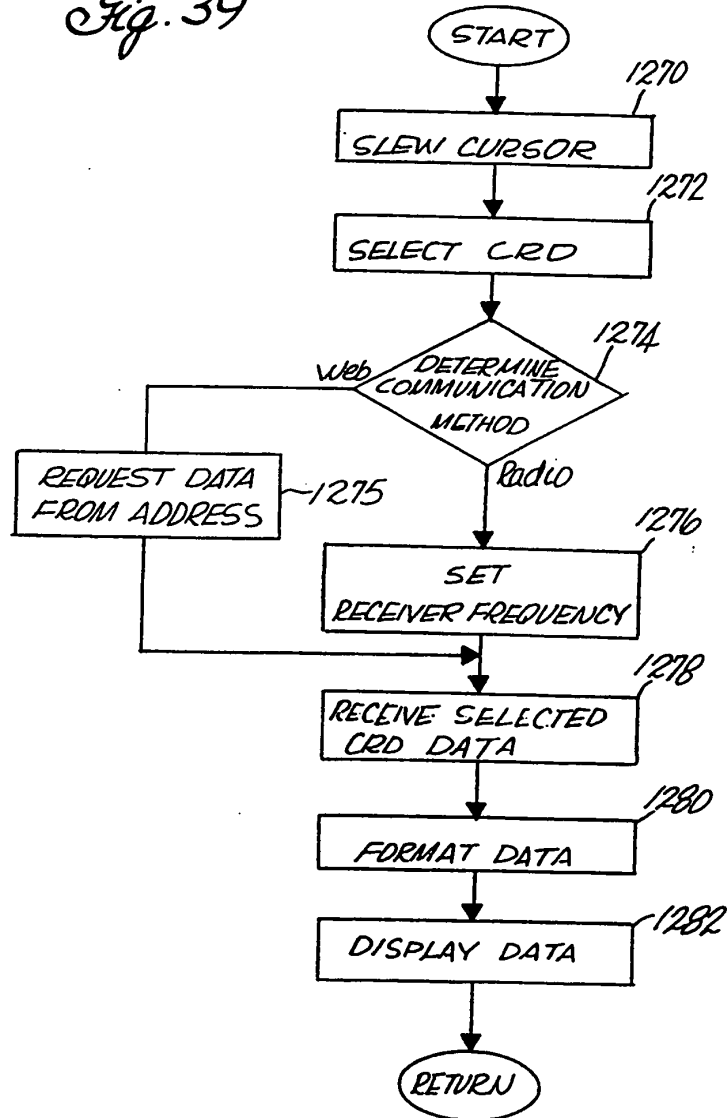 Fig. 39
START
1270
SLEW CURSOR
1272
SELECT CRD
1274
Web
DETERMINE
COMMUNICATION
METHOD
Radio
REQUEST DATA
FROM ADDRESS
1275
1276
SET
RECEIVER FREQUENCY
1278
RECEIVE SELECTED
CRD DATA
1280
FORMAT DATA
1282
DISPLAY DATA
RETURN